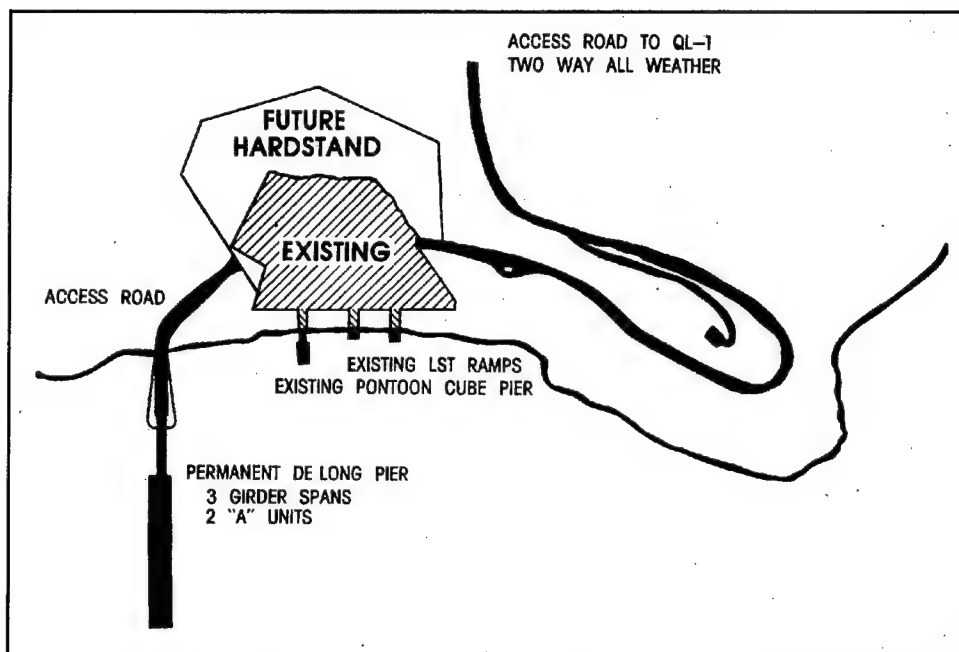 ACCESS ROAD TO QL-1
TWO WAY ALL WEATHER
FUTURE
HARDSTAND
EXISTING
ACCESS ROAD
EXISTING LST RAMPS
EXISTING PONTOON CUBE PIER
PERMANENT DE LONG PIER
3 GIRDER SPANS
2 "A" UNITS